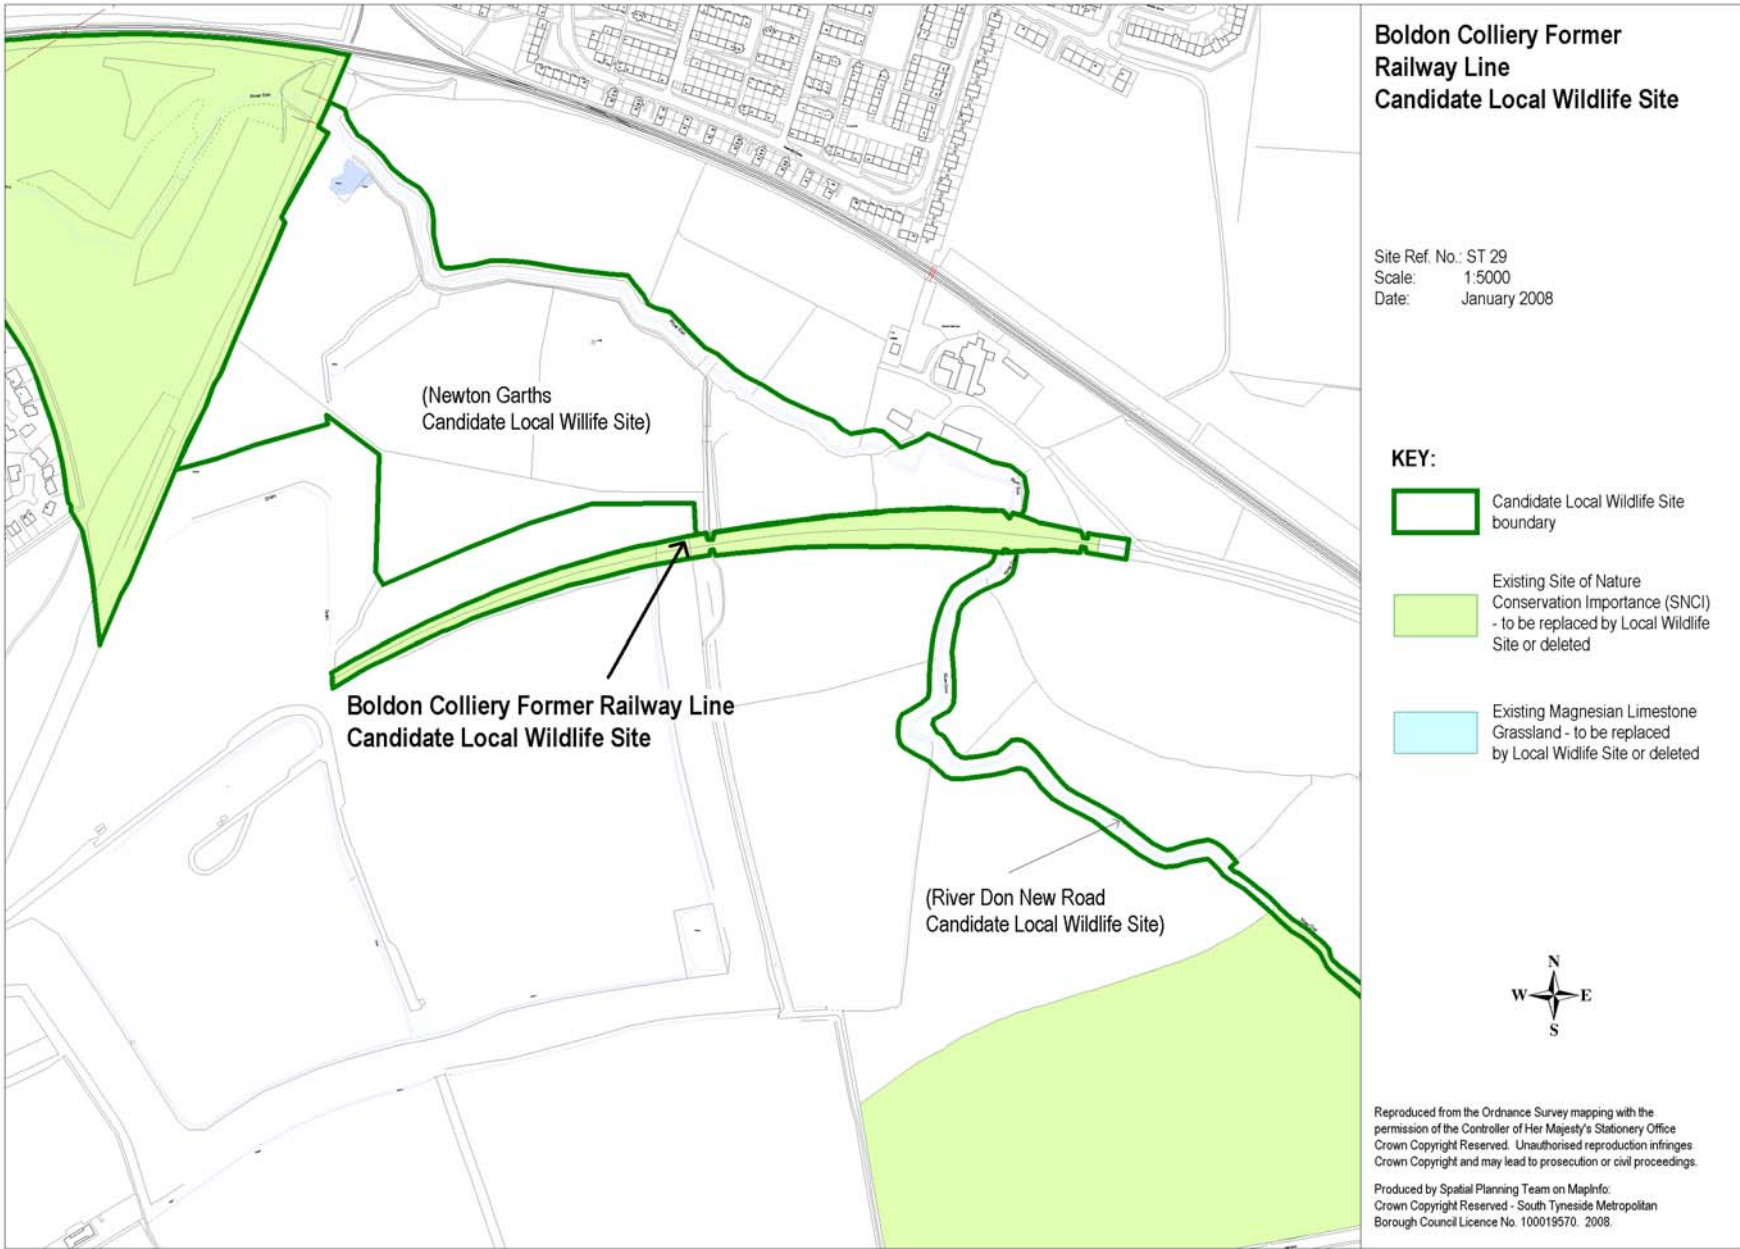 Boldon Colliery Former
Railway Line
Candidate Local Wildlife Site
Site Ref. No.: ST 29
Scale: 1:5000
Date: January 2008
KEY:
Candidate Local Wildlife Site
boundary
Existing Site of Nature
Conservation Importance (SNCI)
- to be replaced by Local Wildlife
Site or deleted
Existing Magnesian Limestone
Grassland - to be replaced
by Local Widlife Site or deleted
(Newton Garths
Candidate Local Willife Site)
Boldon Colliery Former Railway Line
Candidate Local Wildlife Site
(River Don New Road
Candidate Local Wildlife Site)
N
W E
S
Reproduced from the Ordnance Survey mapping with the
permission of the Controller of Her Majesty's Stationery Office
Crown Copyright Reserved. Unauthorised reproduction infringes
Crown Copyright and may lead to prosecution or civil proceedings.
Produced by Spatial Planning Team on MapInfo:
Crown Copyright Reserved - South Tyneside Metropolitan
Borough Council Licence No. 100019570. 2008.